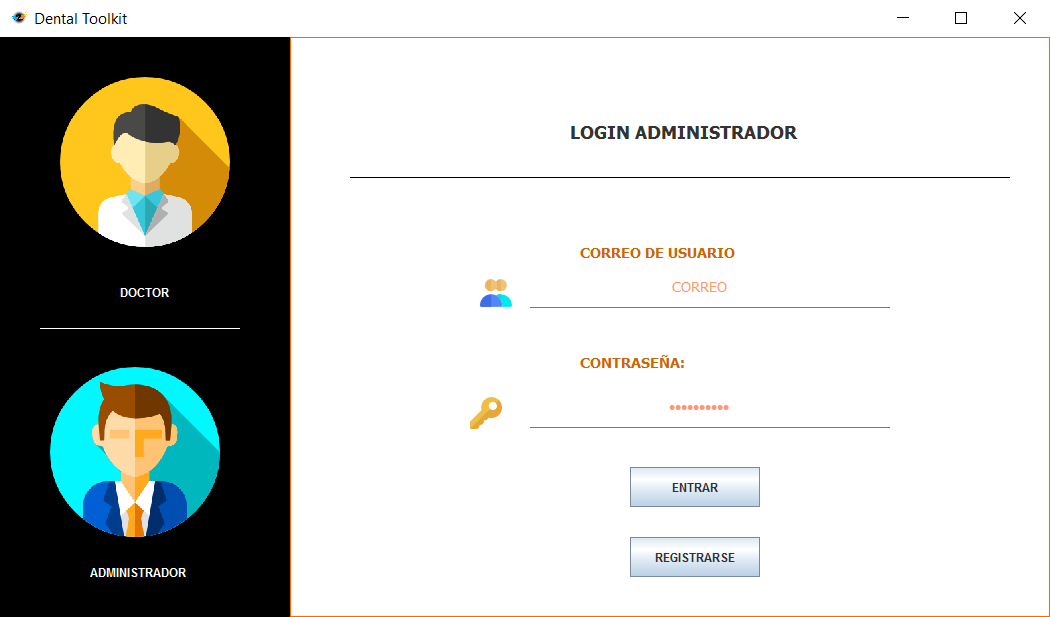 Dental Toolkit
DOCTOR
ADMINISTRADOR
LOGIN ADMINISTRADOR
CORREO DE USUARIO
CORREO
CONTRASEÑA:
••••••••••
ENTRAR
REGISTRARSE